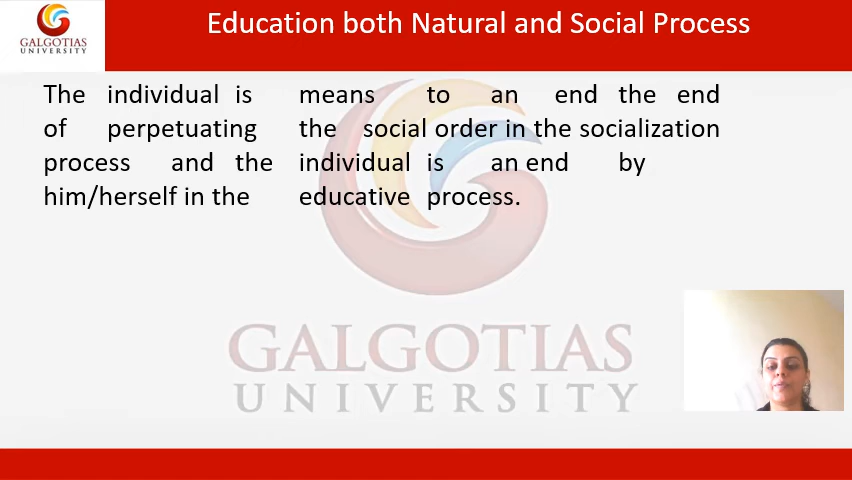 GALGOTIAS
UNIVERSITY
Education both Natural and Social Process
The individual is means to an end the end
of perpetuating the social order in the socialization
process and the individual is an end by
him/herself in the educative process.
GALGOTIAS
UNIVERSITY